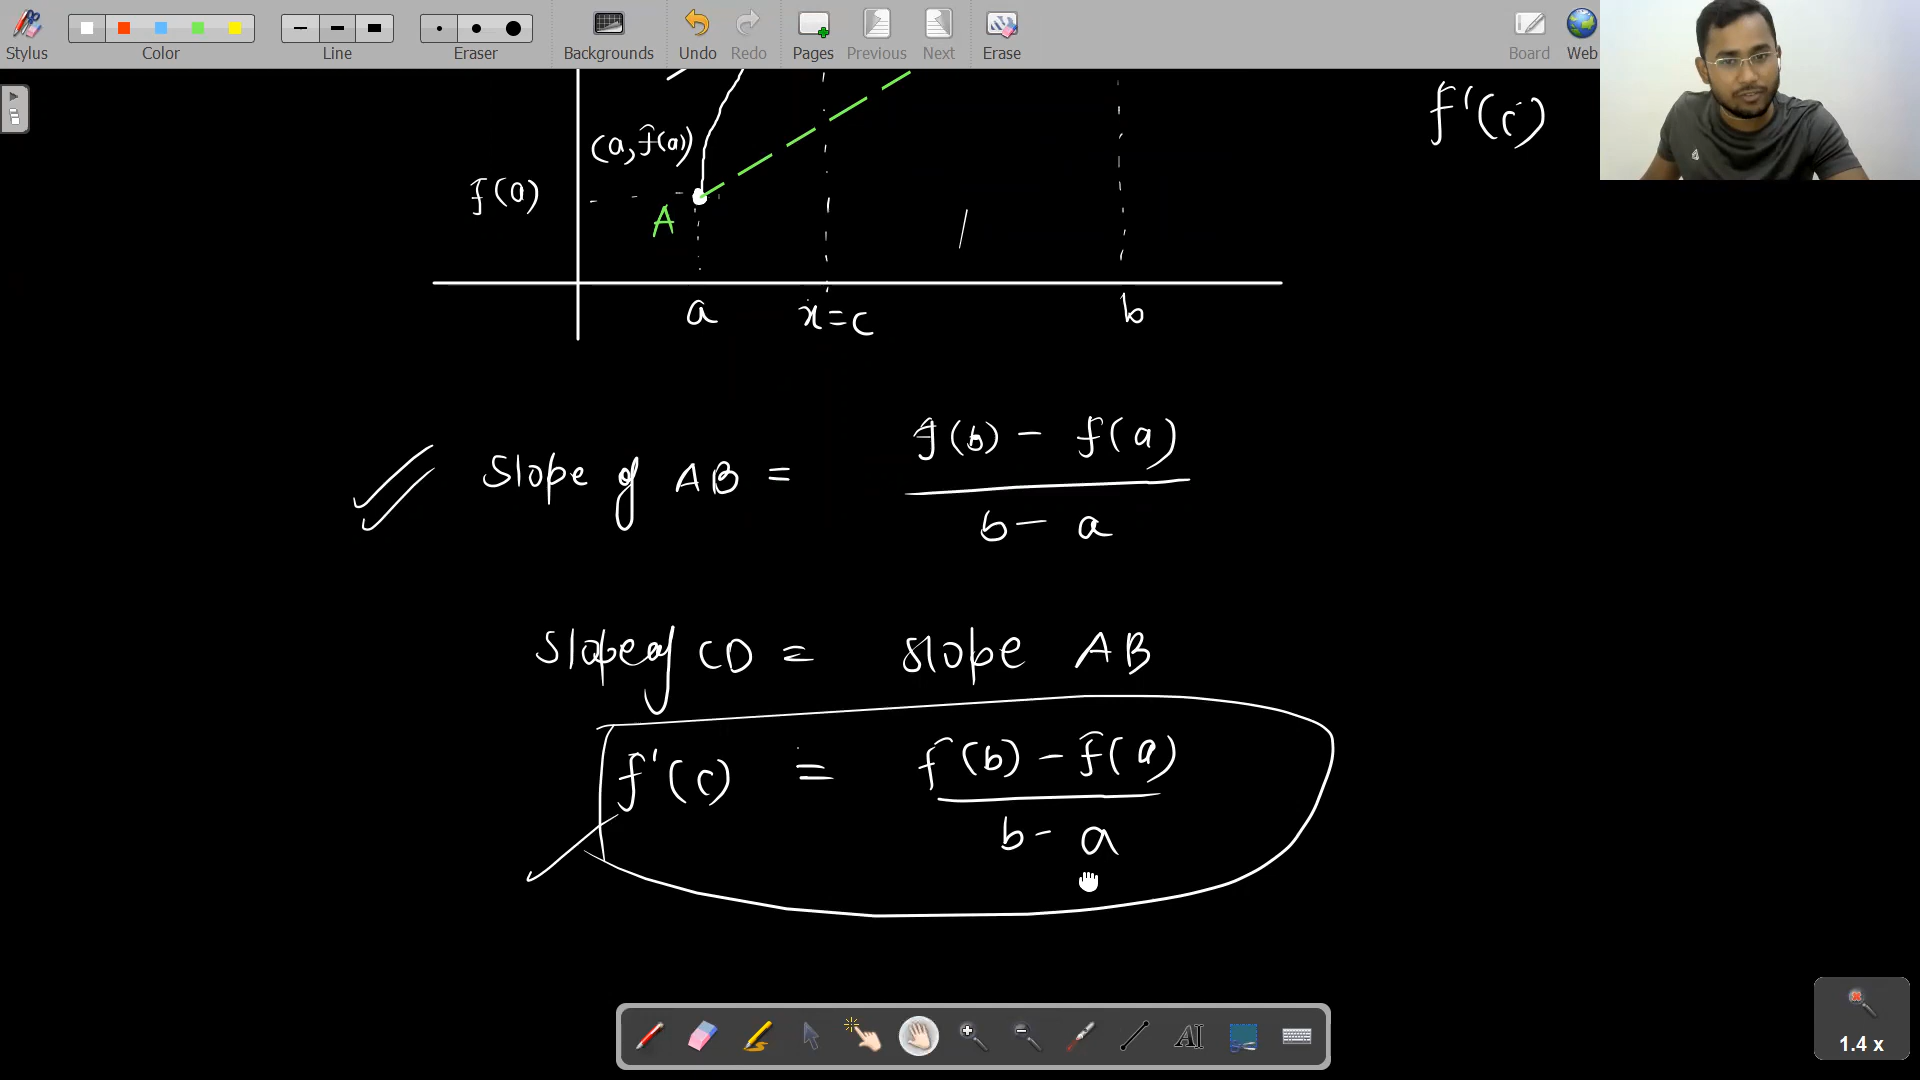 Stylus Color Line Eraser Backgrounds Undo Redo Pages Previous Next Erase Board Web
f'(c)
(a, f(a))
f(a)
A
a x=c b
Slope of AB = f(b) - f(a)
b - a
Slope of CD = slope AB
f'(c) = f(b) - f(a)
b - a
AI
1.4 x